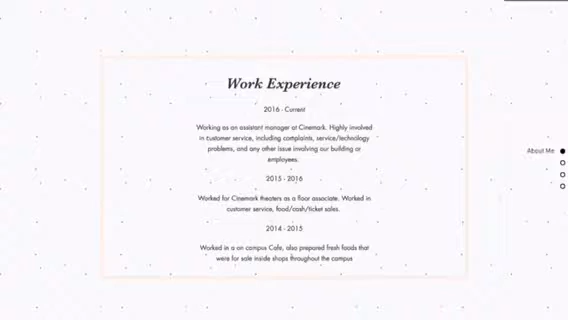 Work Experience
2016 - Current
Working as an assistant manager at Cinemark. Highly involved
in customer service, including complaints, service/technology
problems, and any other issue involving our building or
employees.
About Me
2015 - 2016
Worked for Cinemark theaters as a floor associate. Worked in
customer service, food/cash/ticket sales.
2014 - 2015
Worked in a on campus Cafe, also prepared fresh foods that
were for sale inside shops throughout the campus